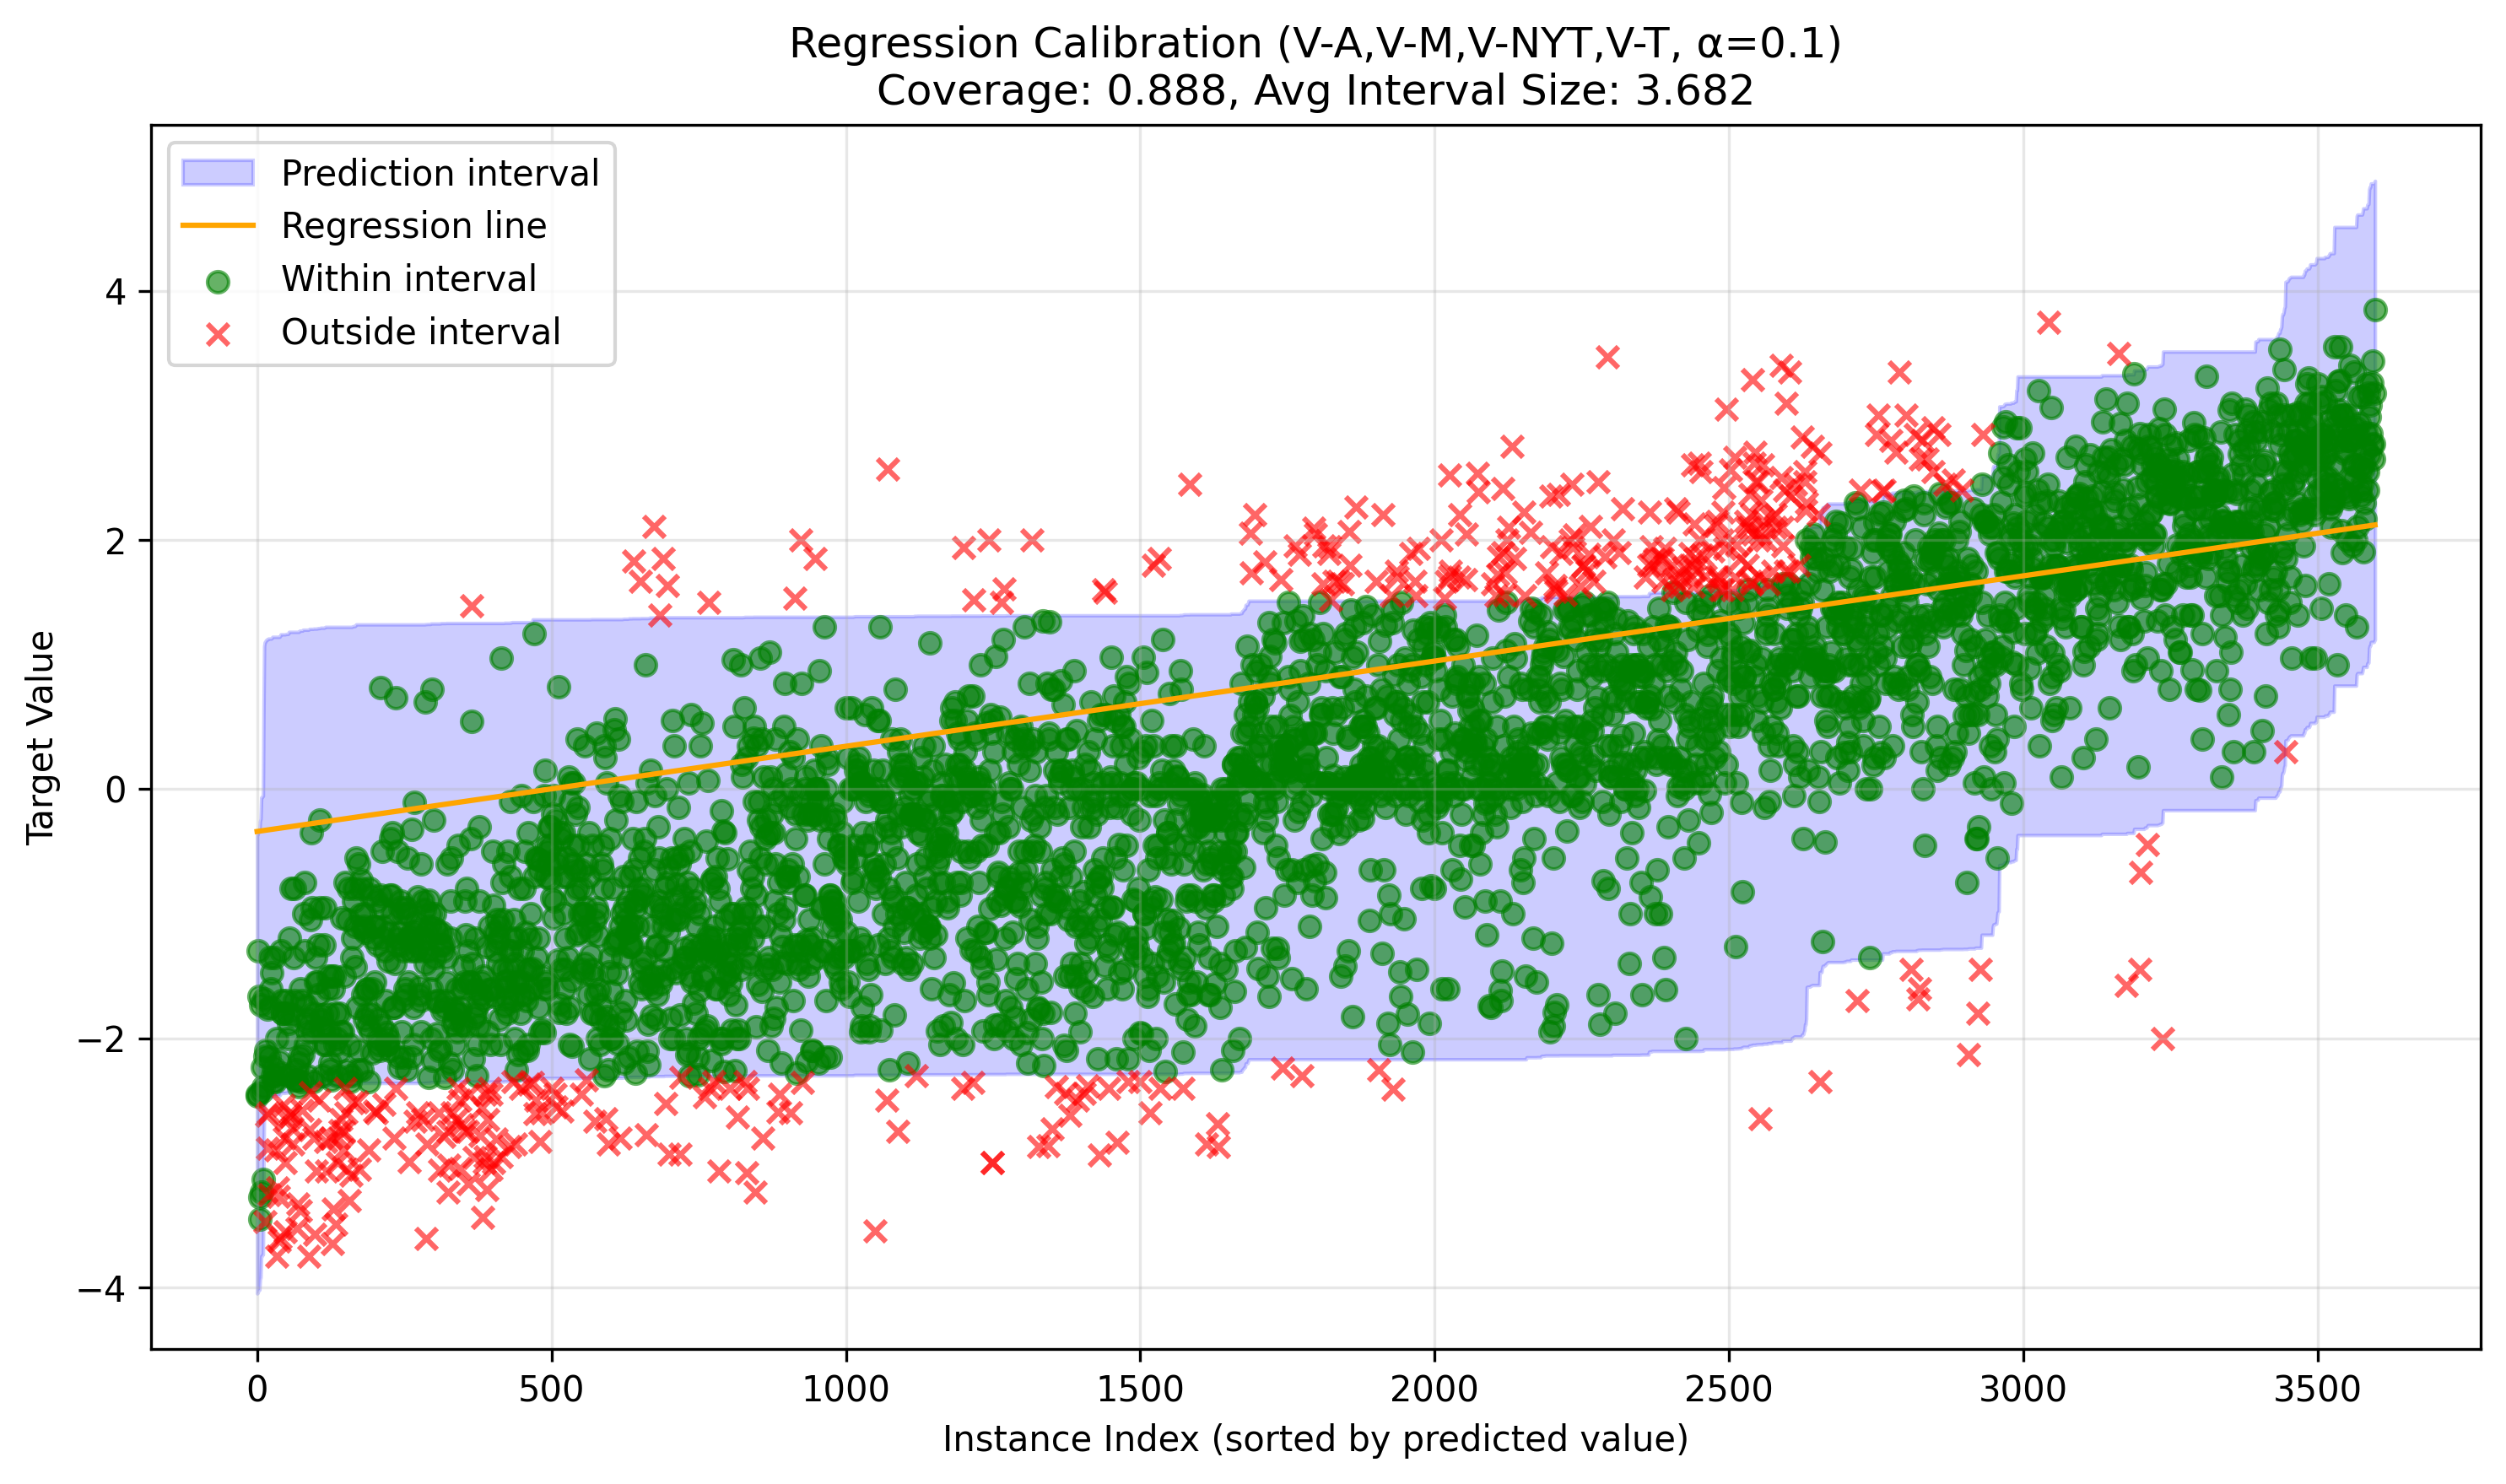 Regression Calibration (V-A,V-M,V-NYT,V-T, α=0.1)
Coverage: 0.888, Avg Interval Size: 3.682
Prediction interval
Regression line
Within interval
Outside interval
Target Value
4
2
0
−2
−4
0
500
1000
1500
2000
2500
3000
3500
Instance Index (sorted by predicted value)